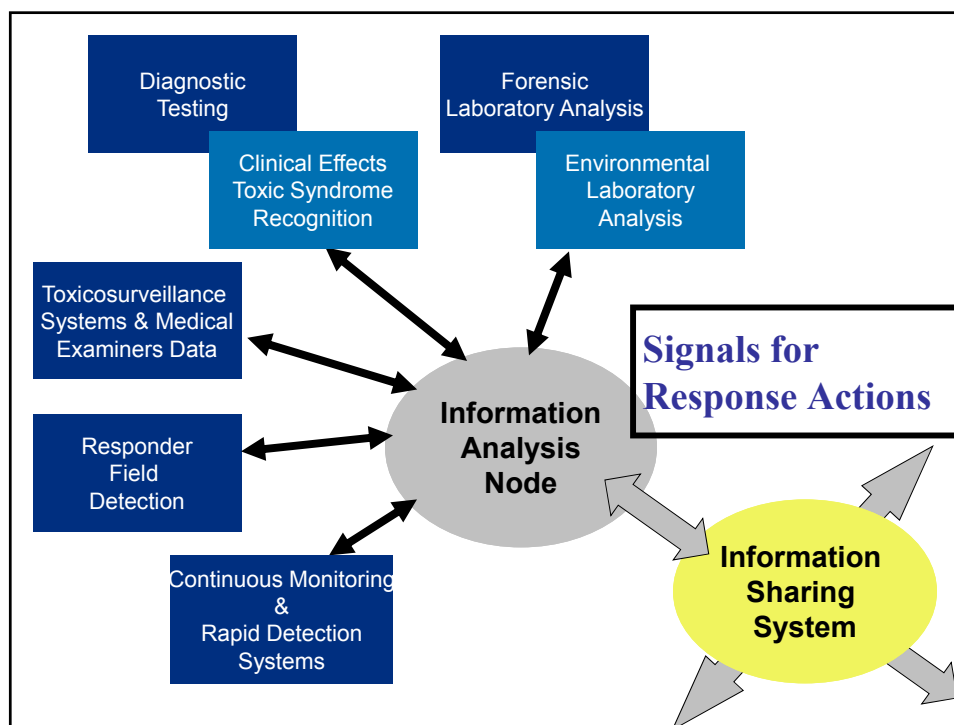 Diagnostic
Testing
Clinical Effects
Toxic Syndrome
Recognition
Forensic
Laboratory Analysis
Environmental
Laboratory
Analysis
Toxicosurveillance
Systems & Medical
Examiners Data
Signals for
Response Actions
Information
Analysis
Node
Responder
Field
Detection
Continuous Monitoring
&
Rapid Detection
Systems
Information
Sharing
System